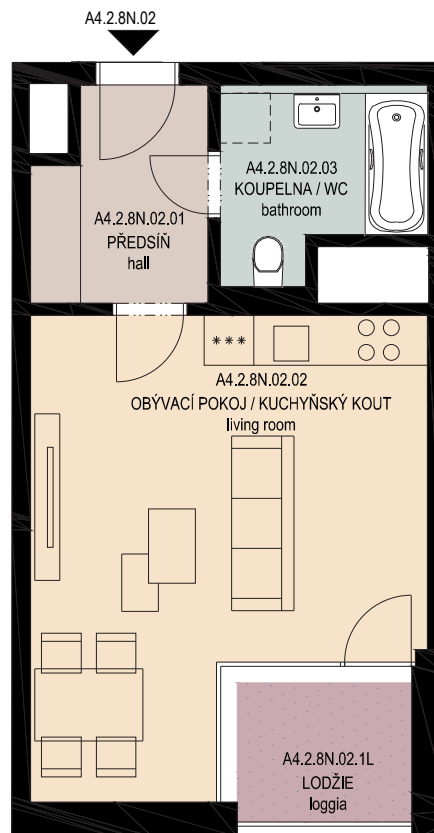 A4.2.8N.02
A4.2.8N.02.03
KOUPELNA / WC
bathroom
A4.2.8N.02.01
PŘEDSÍŇ
hall
***
A4.2.8N.02.02
OBÝVACÍ POKOJ / KUCHYŇSKÝ KOUT
living room
A4.2.8N.02.1L
LODŽIE
loggia